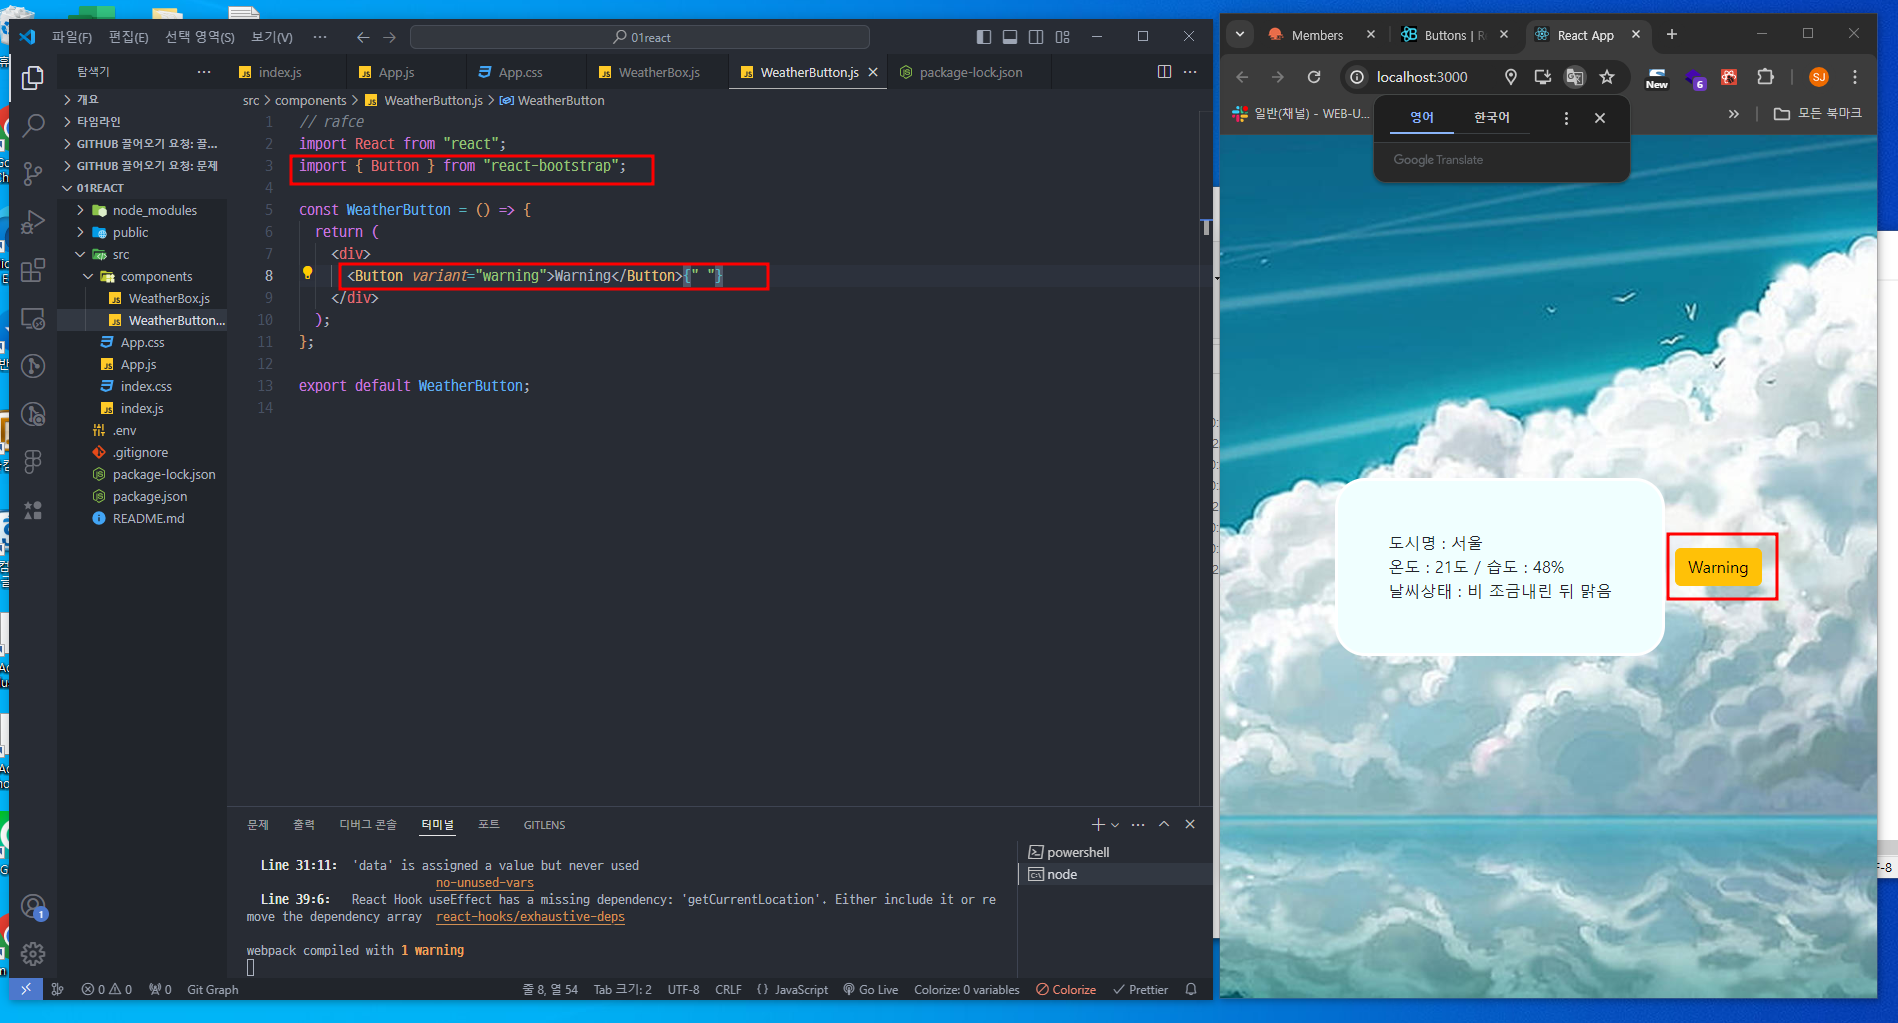 파일(F) 편집(E) 선택 영역(S) 보기(V) ··· 01react
탐색기 ···
index.js App.js App.css WeatherBox.js WeatherButton.js package-lock.json
개요
타임라인
GITHUB 끌어오기 요청: 끌...
GITHUB 끌어오기 요청: 문제
01REACT
node_modules
public
src
components
WeatherBox.js
WeatherButton...
App.css
App.js
index.css
index.js
.env
.gitignore
package-lock.json
package.json
README.md
src > components > WeatherButton.js > WeatherButton
1 // rafce
2 import React from "react";
3 import { Button } from "react-bootstrap";
4
5 const WeatherButton = () => {
6 return (
7 <div>
8 <Button variant="warning">Warning</Button>{" "}
9 </div>
10 );
11 };
12
13 export default WeatherButton;
14
문제 출력 디버그 콘솔 터미널 포트 GITLENS
Line 31:11: 'data' is assigned a value but never used
no-unused-vars
Line 39:6: React Hook useEffect has a missing dependency: 'getCurrentLocation'. Either include it or re
move the dependency array react-hooks/exhaustive-deps
webpack compiled with 1 warning
powershell
node
1
0 0 0 Git Graph 줄 8, 열 54 Tab 크기: 2 UTF-8 CRLF {} JavaScript Go Live Colorize: 0 variables Colorize Prettier
Members Buttons | R React App
localhost:3000 New 6 SJ
일반(채널) - WEB-U... » 모든 북마크
영어 한국어
Google Translate
도시명 : 서울
온도 : 21도 / 습도 : 48%
날씨상태 : 비 조금내린 뒤 맑음
Warning
F-8